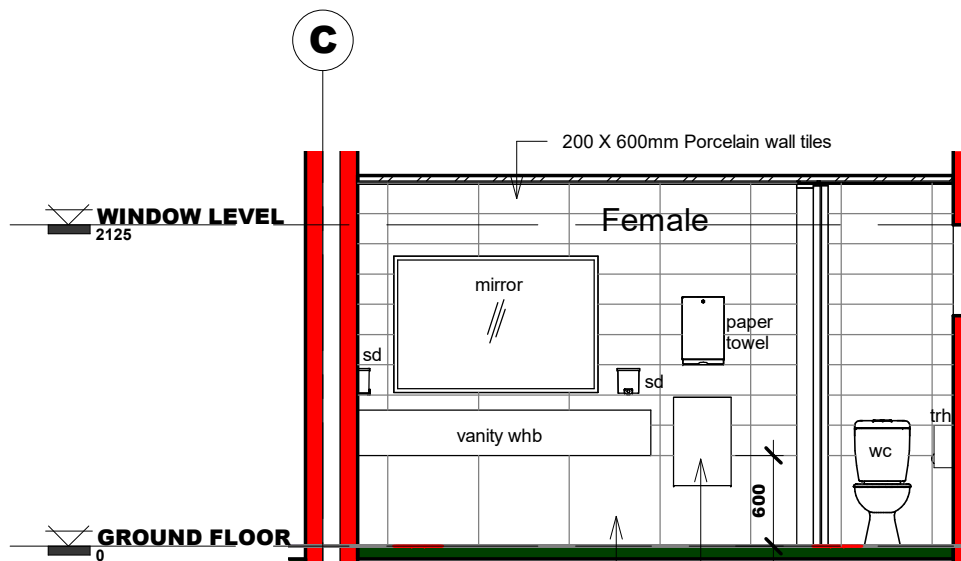 C
200 X 600mm Porcelain wall tiles
WINDOW LEVEL
2125
Female
mirror
paper
towel
sd
sd
vanity whb
trh
wc
600
GROUND FLOOR
0